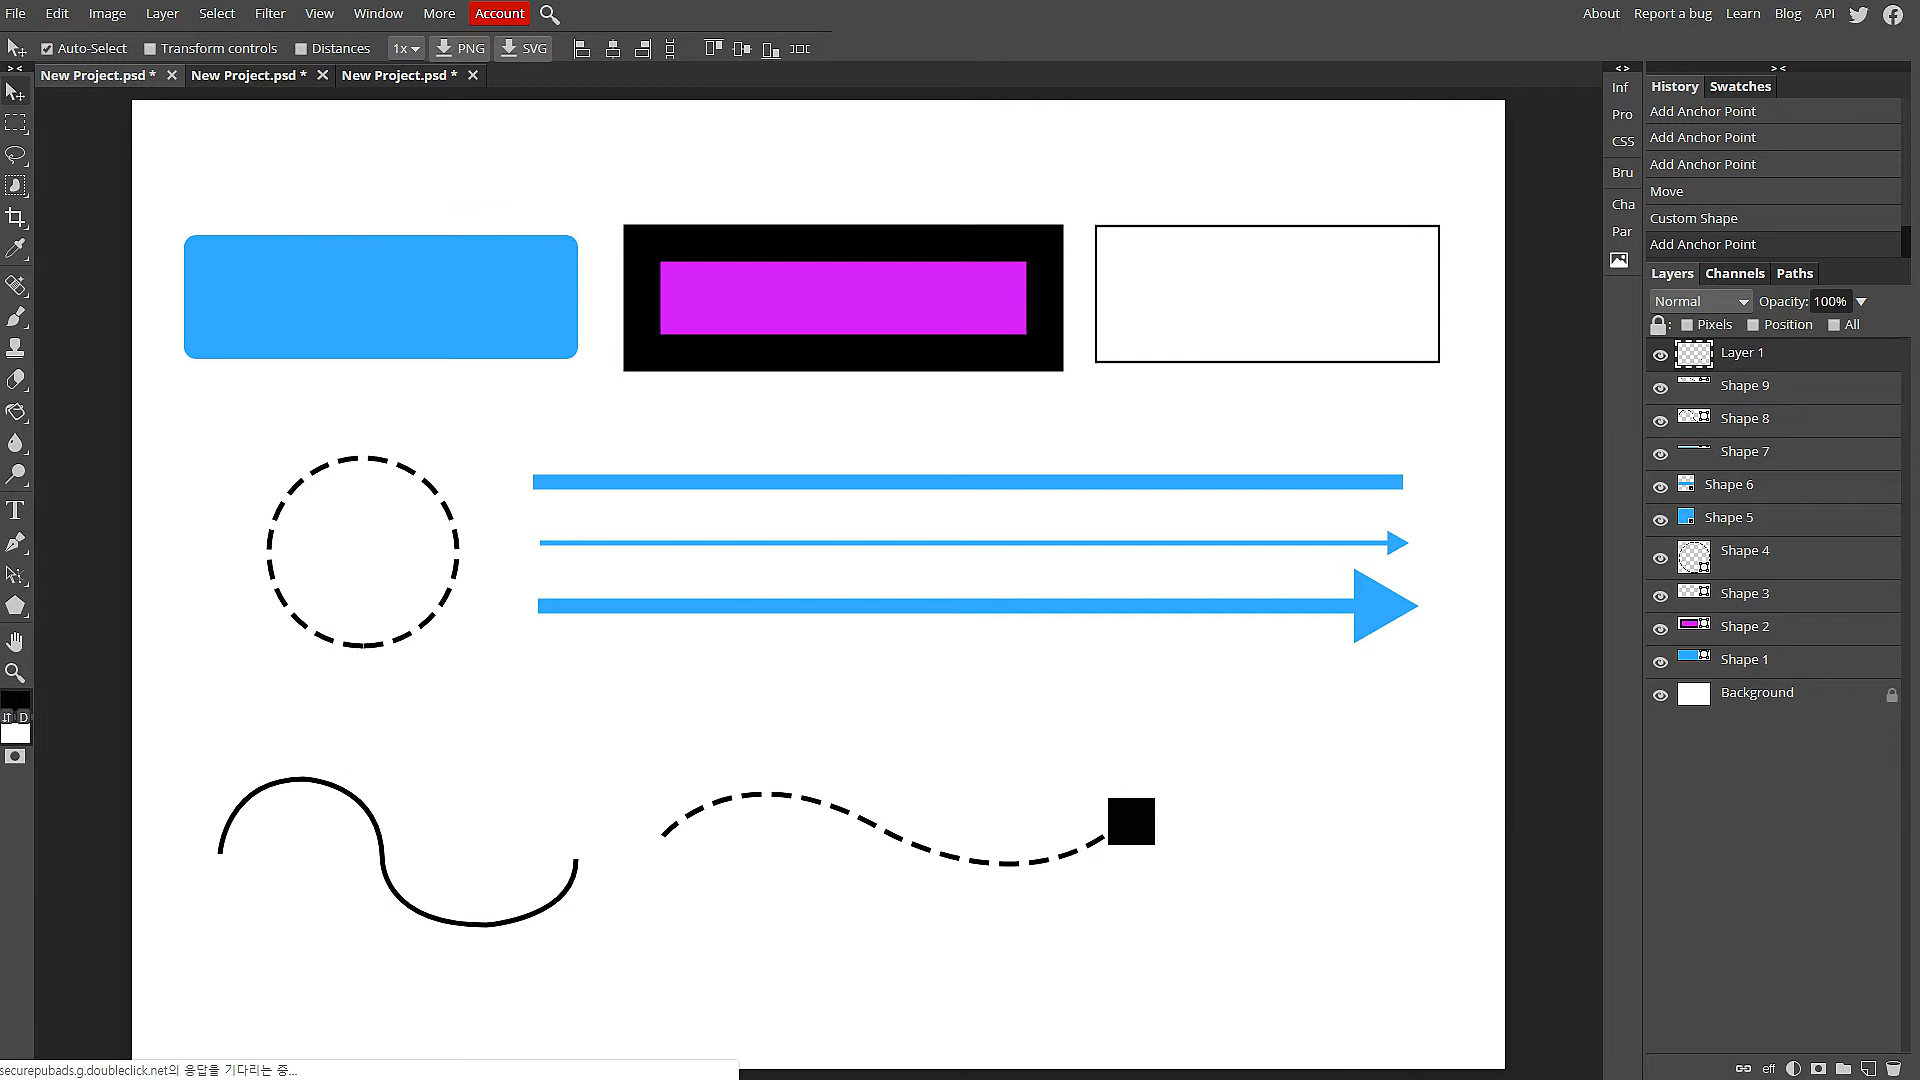 File Edit Image Layer Select Filter View Window More Account About Report a bug Learn Blog API
Auto-Select Transform controls Distances 1x PNG SVG
New Project.psd * New Project.psd * New Project.psd *
Inf
Pro
CSS
Bru
Cha
Par
History Swatches
Add Anchor Point
Add Anchor Point
Add Anchor Point
Move
Custom Shape
Add Anchor Point
Layers Channels Paths
Normal Opacity: 100%
: Pixels Position All
Layer 1
Shape 9
Shape 8
Shape 7
Shape 6
Shape 5
Shape 4
Shape 3
Shape 2
Shape 1
Background
D
eff
securepubads.g.doubleclick.net의 응답을 기다리는 중...